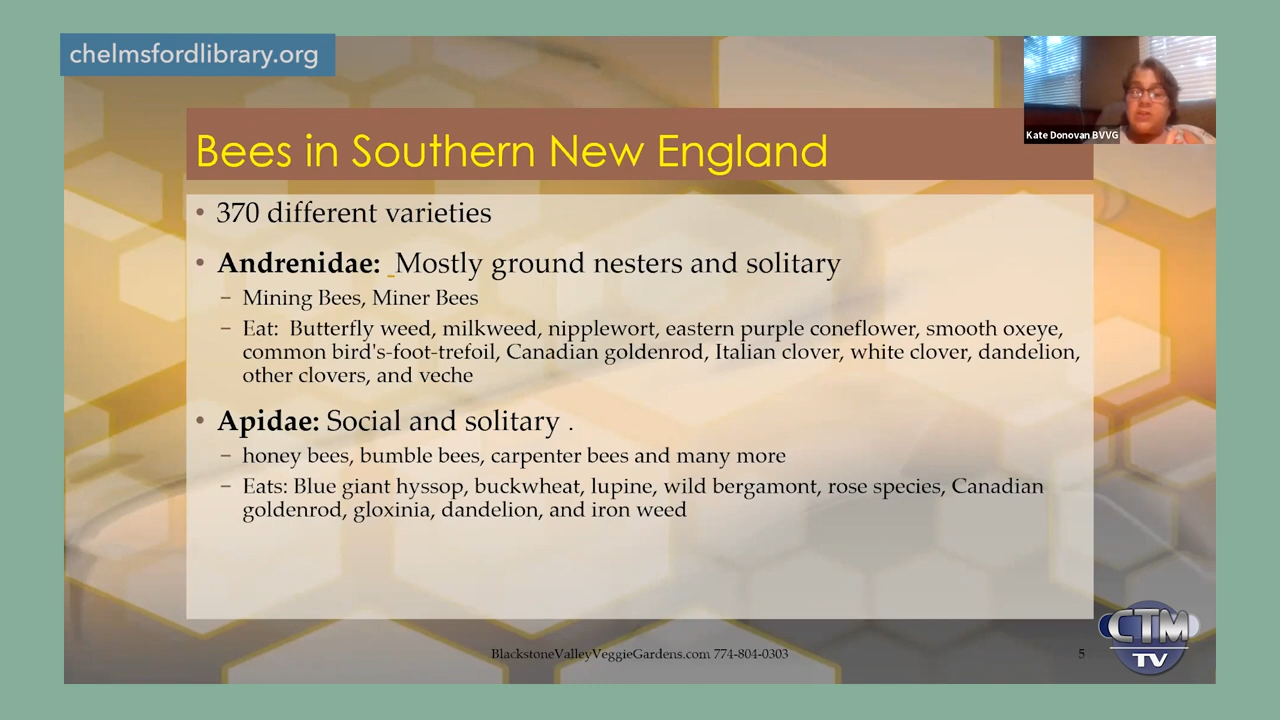 chelmsfordlibrary.org
Kate Donovan BVVG
Bees in Southern New England
• 370 different varieties
• Andrenidae: _Mostly ground nesters and solitary
– Mining Bees, Miner Bees
– Eat: Butterfly weed, milkweed, nipplewort, eastern purple coneflower, smooth oxeye,
common bird's-foot-trefoil, Canadian goldenrod, Italian clover, white clover, dandelion,
other clovers, and veche
• Apidae: Social and solitary .
– honey bees, bumble bees, carpenter bees and many more
– Eats: Blue giant hyssop, buckwheat, lupine, wild bergamont, rose species, Canadian
goldenrod, gloxinia, dandelion, and iron weed
BlackstoneValleyVeggieGardens.com 774-804-0303
5
CTM
TV